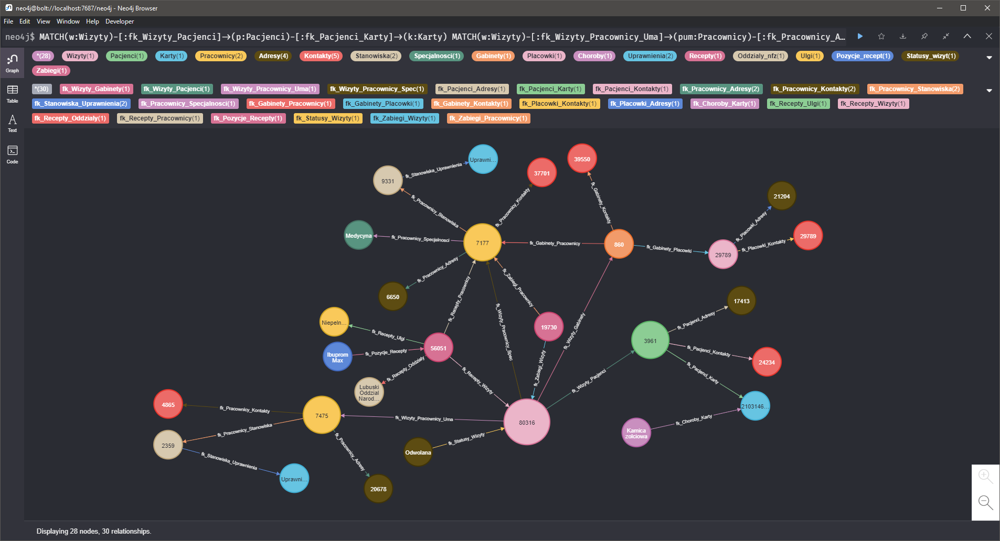 neo4j@bolt://localhost:7687/neo4j - Neo4j Browser
File Edit View Window Help Developer
neo4j$ MATCH(w:Wizyty)-[:fk_Wizyty_Pacjenci]→(p:Pacjenci)-[:fk_Pacjenci_Karty]→(k:Karty) MATCH(w:Wizyty)-[:fk_Wizyty_Pracownicy_Uma]→(pum:Pracownicy)-[:fk_Pracownicy_A…
*(28) Wizyty(1) Pacjenci(1) Karty(1) Pracownicy(2) Adresy(4) Kontakty(5) Stanowiska(2) Specjalnosci(1) Gabinety(1) Placowki(1) Choroby(1) Uprawnienia(2) Recepty(1) Oddzialy_nfz(1) Ulgi(1) Pozycje_recept(1) Statusy_wizyt(1)
Zabiegi(1)
*(30) fk_Wizyty_Gabinety(1) fk_Wizyty_Pacjenci(1) fk_Wizyty_Pracownicy_Uma(1) fk_Wizyty_Pracownicy_Spec(1) fk_Pacjenci_Adresy(1) fk_Pacjenci_Karty(1) fk_Pacjenci_Kontakty(1) fk_Pracownicy_Adresy(2) fk_Pracownicy_Kontakty(2) fk_Pracownicy_Stanowiska(2)
fk_Stanowiska_Uprawnienia(2) fk_Pracownicy_Specjalnosci(1) fk_Gabinety_Pracownicy(1) fk_Gabinety_Placowki(1) fk_Gabinety_Kontakty(1) fk_Placowki_Kontakty(1) fk_Placowki_Adresy(1) fk_Choroby_Karty(1) fk_Recepty_Ulgi(1) fk_Recepty_Wizyty(1)
fk_Recepty_Oddzialy(1) fk_Recepty_Pracownicy(1) fk_Pozycje_Recepty(1) fk_Statusy_Wizyty(1) fk_Zabiegi_Wizyty(1) fk_Zabiegi_Pracownicy(1)
Graph
Table
Text
Code
Uprawni…
fk_Stanowiska_Uprawnienia
9331
37701
39550
fk_Pracownicy_Kontakty
fk_Gabinety_Kontakty
fk_Pracownicy_Stanowiska
21204
fk_Placowki_Adresy
Medycyna
fk_Pracownicy_Specjalnosci
7177
fk_Gabinety_Pracownicy
860
fk_Gabinety_Placowki
29789
fk_Placowki_Kontakty
29789
fk_Pracownicy_Adresy
6650
fk_Recepty_Pracownicy
fk_Zabiegi_Pracownicy
fk_Wizyty_Pracownicy_Spec
fk_Wizyty_Gabinety
17413
fk_Pacjenci_Adresy
Niepeln…
fk_Recepty_Ulgi
19730
3961
Ibuprom
Max
fk_Pozycje_Recepty
56051
fk_Pacjenci_Kontakty
24234
fk_Recepty_Oddzialy
fk_Zabiegi_Wizyty
fk_Pacjenci_Karty
Lubuski
Oddzial
Narod…
fk_Recepty_Wizyty
fk_Wizyty_Pacjenci
4865
fk_Pracownicy_Kontakty
7475
fk_Wizyty_Pracownicy_Uma
80316
2103146…
fk_Choroby_Karty
Kamica
zolciowa
fk_Pracownicy_Stanowiska
2359
fk_Stanowiska_Uprawnienia
fk_Pracownicy_Adresy
fk_Statusy_Wizyty
Odwolana
Uprawni…
20678
Displaying 28 nodes, 30 relationships.